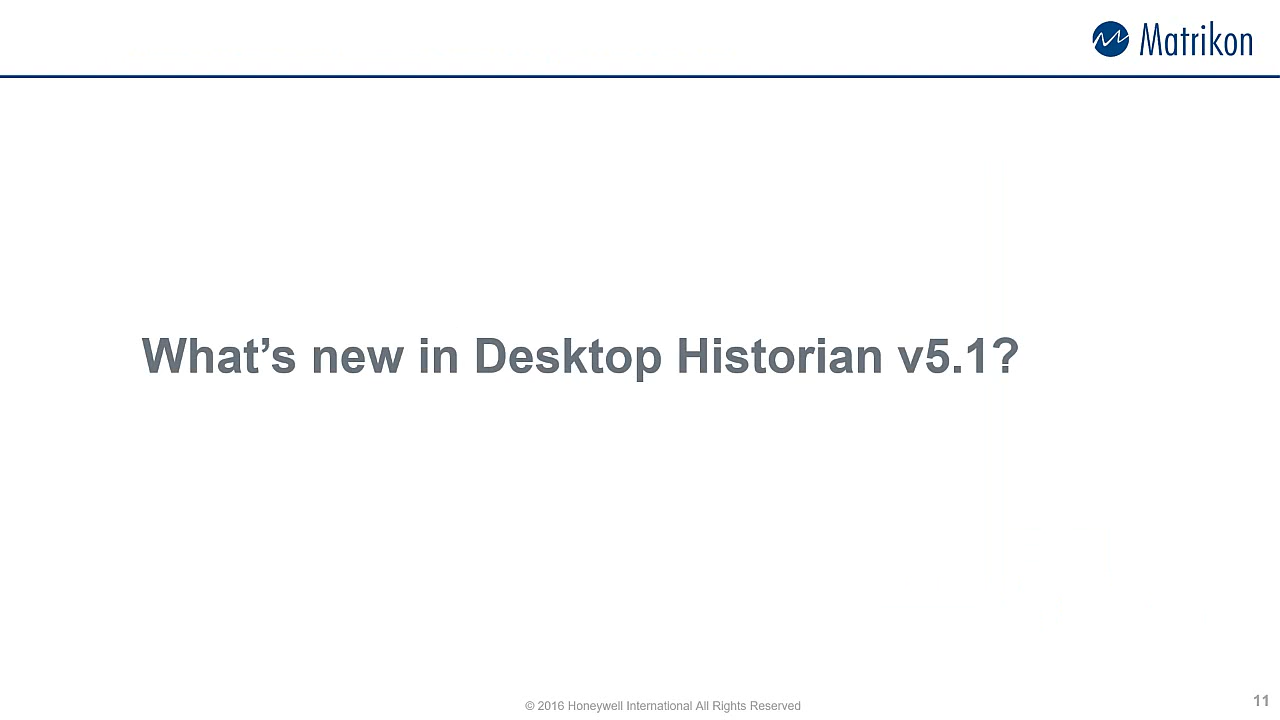 Matrikon
What’s new in Desktop Historian v5.1?
© 2016 Honeywell International All Rights Reserved
11